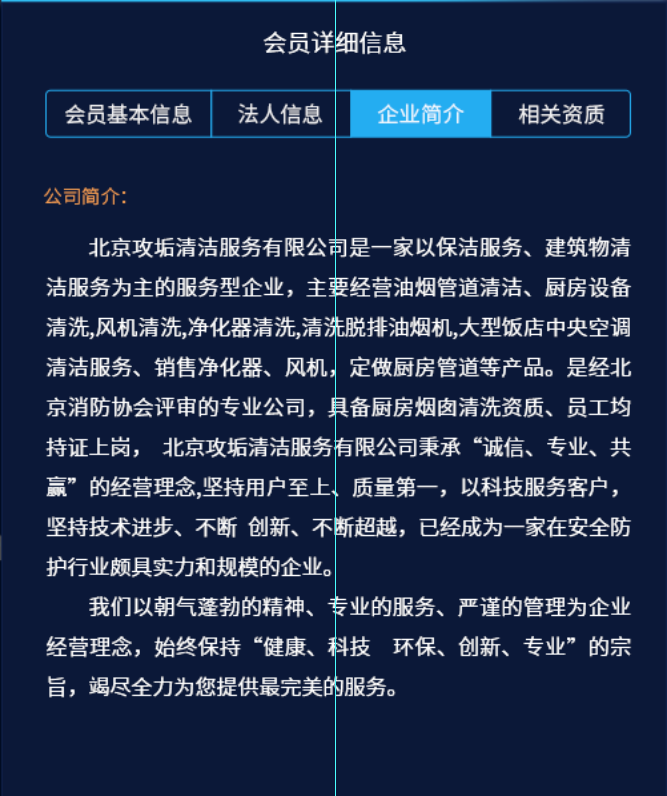 会员详细信息
会员基本信息 法人信息 企业简介 相关资质
公司简介:
北京攻垢清洁服务有限公司是一家以保洁服务、建筑物清
洁服务为主的服务型企业，主要经营油烟管道清洁、厨房设备
清洗,风机清洗,净化器清洗,清洗脱排油烟机,大型饭店中央空调
清洁服务、销售净化器、风机，定做厨房管道等产品。是经北
京消防协会评审的专业公司，具备厨房烟囱清洗资质、员工均
持证上岗， 北京攻垢清洁服务有限公司秉承“诚信、专业、共
赢”的经营理念,坚持用户至上、质量第一，以科技服务客户，
坚持技术进步、不断 创新、不断超越，已经成为一家在安全防
护行业颇具实力和规模的企业。
我们以朝气蓬勃的精神、专业的服务、严谨的管理为企业
经营理念，始终保持“健康、科技　环保、创新、专业”的宗
旨，竭尽全力为您提供最完美的服务。